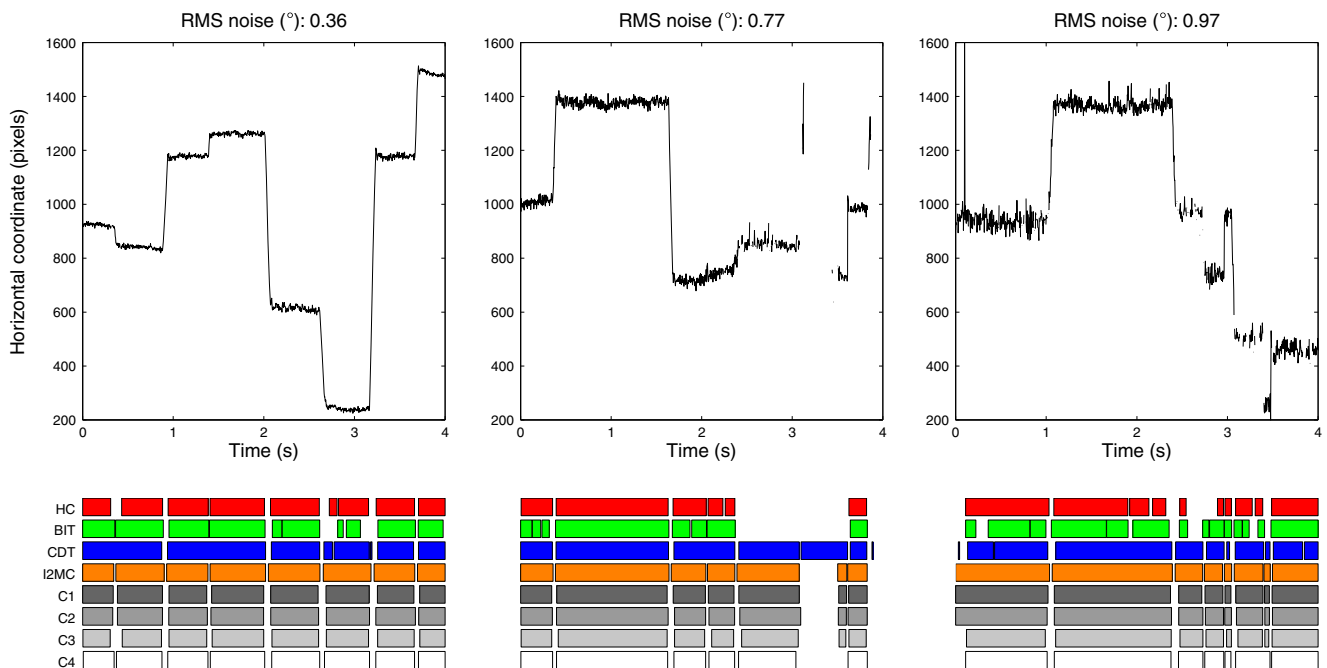 RMS noise (°): 0.36
RMS noise (°): 0.77
RMS noise (°): 0.97
Horizontal coordinate (pixels)
1600
1400
1200
1000
800
600
400
200
0 1 2 3 4
Time (s)
1600
1400
1200
1000
800
600
400
200
0 1 2 3 4
Time (s)
1600
1400
1200
1000
800
600
400
200
0 1 2 3 4
Time (s)
HC
BIT
CDT
I2MC
C1
C2
C3
C4